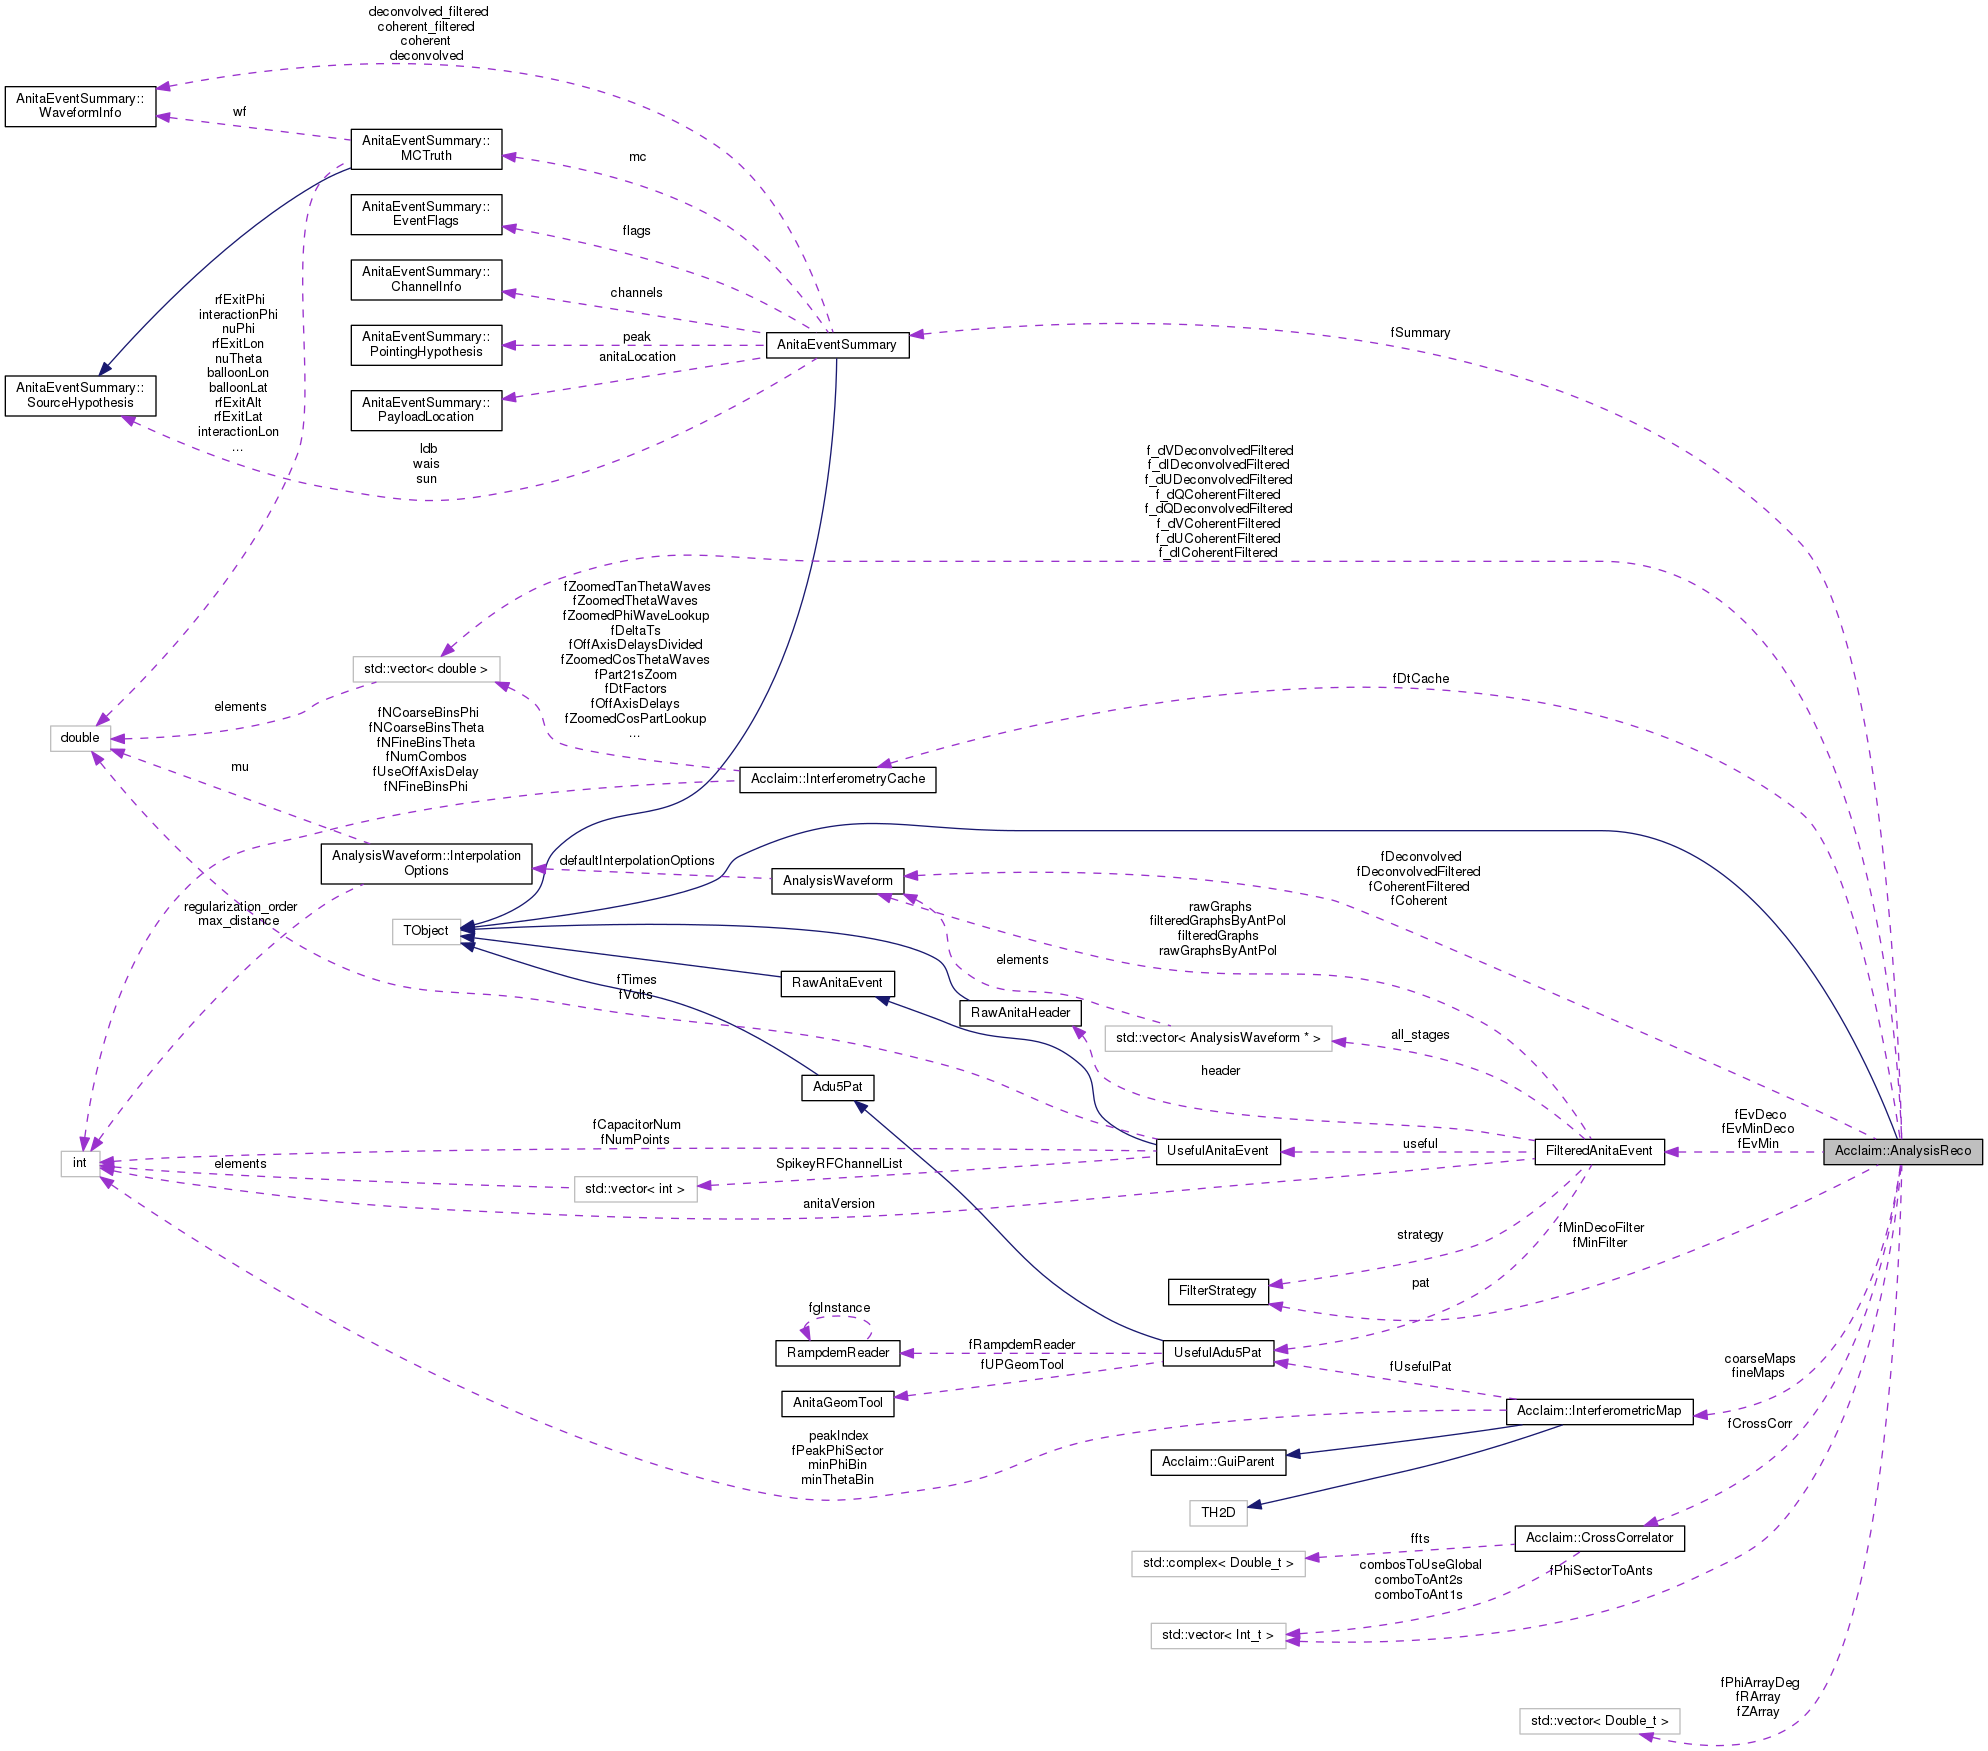 deconvolved_filtered
coherent_filtered
coherent
deconvolved
AnitaEventSummary::
WaveformInfo
wf
AnitaEventSummary::
MCTruth
mc
AnitaEventSummary::
EventFlags
flags
AnitaEventSummary::
ChannelInfo
channels
AnitaEventSummary::
PointingHypothesis
peak
anitaLocation
AnitaEventSummary
fSummary
AnitaEventSummary::
SourceHypothesis
AnitaEventSummary::
PayloadLocation
rfExitPhi
interactionPhi
nuPhi
rfExitLon
nuTheta
balloonLon
balloonLat
rfExitAlt
rfExitLat
interactionLon
...
ldb
wais
sun
f_dVDeconvolvedFiltered
f_dIDeconvolvedFiltered
f_dUDeconvolvedFiltered
f_dQCoherentFiltered
f_dQDeconvolvedFiltered
f_dVCoherentFiltered
f_dUCoherentFiltered
f_dICoherentFiltered
fZoomedTanThetaWaves
fZoomedThetaWaves
fZoomedPhiWaveLookup
fDeltaTs
fOffAxisDelaysDivided
fZoomedCosThetaWaves
fPart21sZoom
fDtFactors
fOffAxisDelays
fZoomedCosPartLookup
...
std::vector< double >
fDtCache
elements
double
fNCoarseBinsPhi
fNCoarseBinsTheta
fNFineBinsTheta
fNumCombos
fUseOffAxisDelay
fNFineBinsPhi
mu
Acclaim::InterferometryCache
AnalysisWaveform::Interpolation
Options
defaultInterpolationOptions
AnalysisWaveform
fDeconvolved
fDeconvolvedFiltered
fCoherentFiltered
fCoherent
regularization_order
max_distance
TObject
rawGraphs
filteredGraphsByAntPol
filteredGraphs
rawGraphsByAntPol
elements
RawAnitaEvent
fTimes
fVolts
RawAnitaHeader
std::vector< AnalysisWaveform * >
all_stages
header
Adu5Pat
fCapacitorNum
fNumPoints
int
elements
SpikeyRFChannelList
std::vector< int >
UsefulAnitaEvent
useful
FilteredAnitaEvent
fEvDeco
fEvMinDeco
fEvMin
Acclaim::AnalysisReco
anitaVersion
strategy
fMinDecoFilter
fMinFilter
FilterStrategy
pat
fgInstance
RampdemReader
fRampdemReader
fUPGeomTool
UsefulAdu5Pat
fUsefulPat
coarseMaps
fineMaps
AnitaGeomTool
Acclaim::InterferometricMap
fCrossCorr
peakIndex
fPeakPhiSector
minPhiBin
minThetaBin
Acclaim::GuiParent
TH2D
Acclaim::CrossCorrelator
ffts
std::complex< Double_t >
combosToUseGlobal
comboToAnt2s
comboToAnt1s
fPhiSectorToAnts
std::vector< Int_t >
fPhiArrayDeg
fRArray
fZArray
std::vector< Double_t >